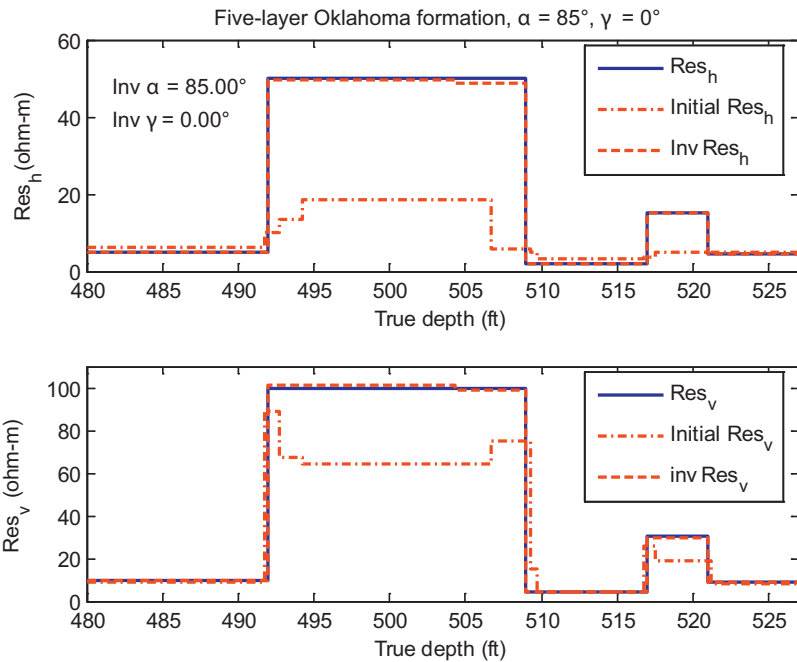 Five-layer Oklahoma formation, α = 85°, γ = 0°
60
40
20
0
Res_h (ohm-m)
Inv α = 85.00°
Inv γ = 0.00°
Res_h
Initial Res_h
Inv Res_h
480 485 490 495 500 505 510 515 520 525
True depth (ft)
100
80
60
40
20
0
Res_v (ohm-m)
Res_v
Initial Res_v
inv Res_v
480 485 490 495 500 505 510 515 520 525
True depth (ft)